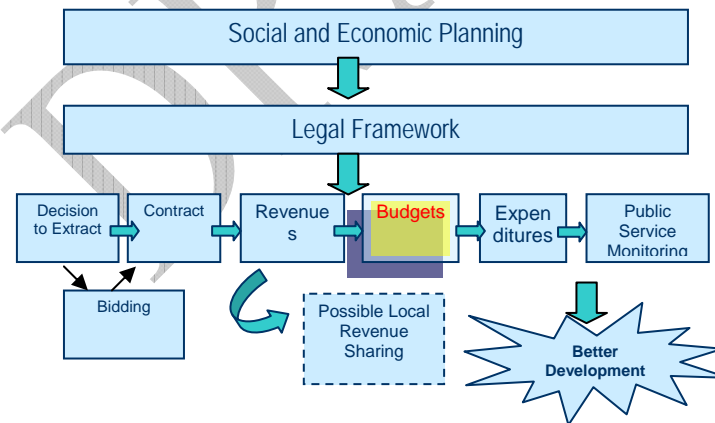 Social and Economic Planning
Legal Framework
Decision
to Extract
Contract
Revenue
s
Budgets
Expen
ditures
Public
Service
Monitoring
Bidding
Possible Local
Revenue
Sharing
Better
Development